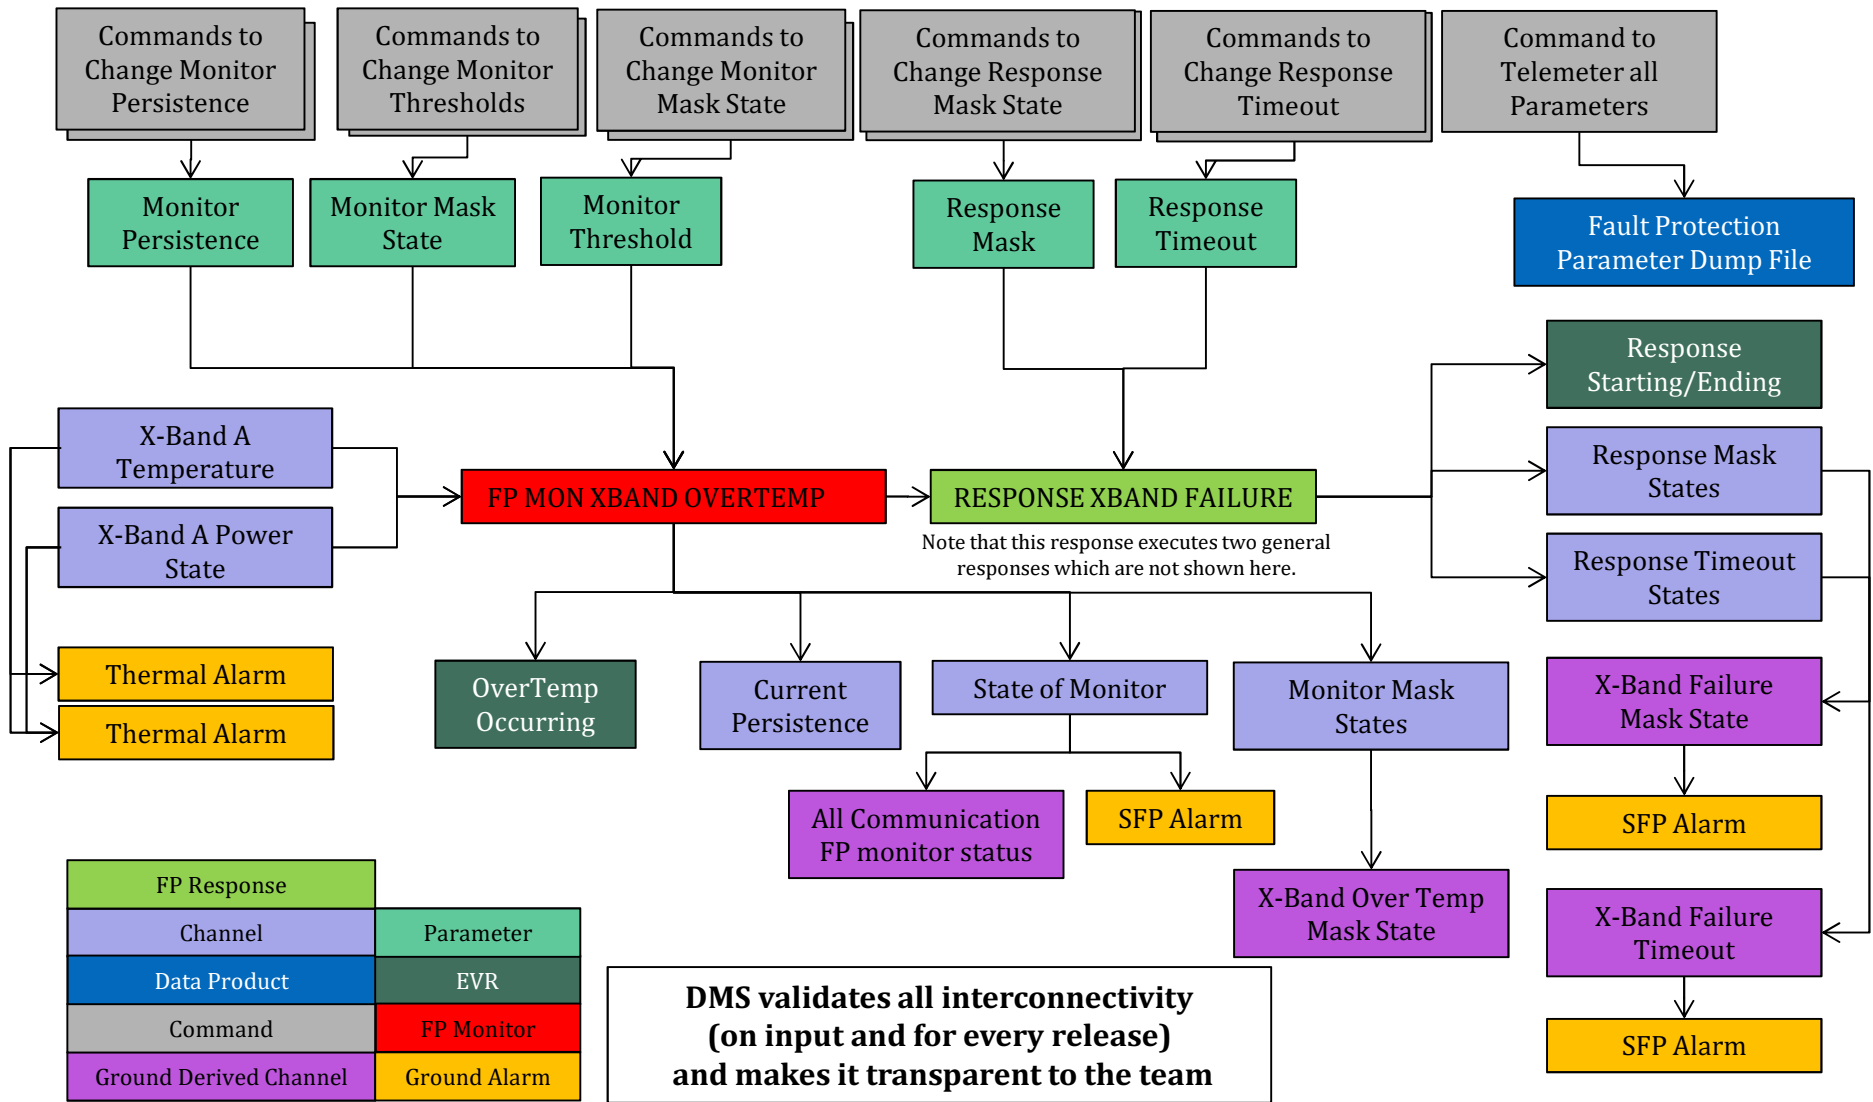 Commands to
Change Monitor
Persistence
Commands to
Change Monitor
Thresholds
Commands to
Change Monitor
Mask State
Commands to
Change Response
Mask State
Commands to
Change Response
Timeout
Command to
Telemeter all
Parameters
Monitor
Persistence
Monitor Mask
State
Monitor
Threshold
Response
Mask
Response
Timeout
Fault Protection
Parameter Dump File
Response
Starting/Ending
X-Band A
Temperature
X-Band A Power
State
FP MON XBAND OVERTEMP
RESPONSE XBAND FAILURE
Note that this response executes two general
responses which are not shown here.
Response Mask
States
Response Timeout
States
Thermal Alarm
Thermal Alarm
OverTemp
Occurring
Current
Persistence
State of Monitor
Monitor Mask
States
X-Band Failure
Mask State
All Communication
FP monitor status
SFP Alarm
SFP Alarm
X-Band Over Temp
Mask State
X-Band Failure
Timeout
SFP Alarm
FP Response
Channel
Parameter
Data Product
EVR
Command
FP Monitor
Ground Derived Channel
Ground Alarm
DMS validates all interconnectivity
(on input and for every release)
and makes it transparent to the team